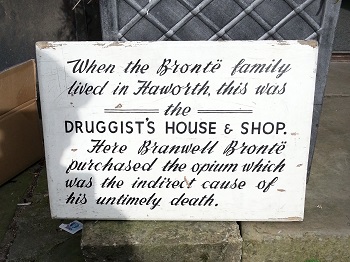 When the Brontë family
lived in Haworth, this was
the
DRUGGIST'S HOUSE & SHOP.
Here Branwell Brontë
purchased the opium which
was the indirect cause of
his untimely death.